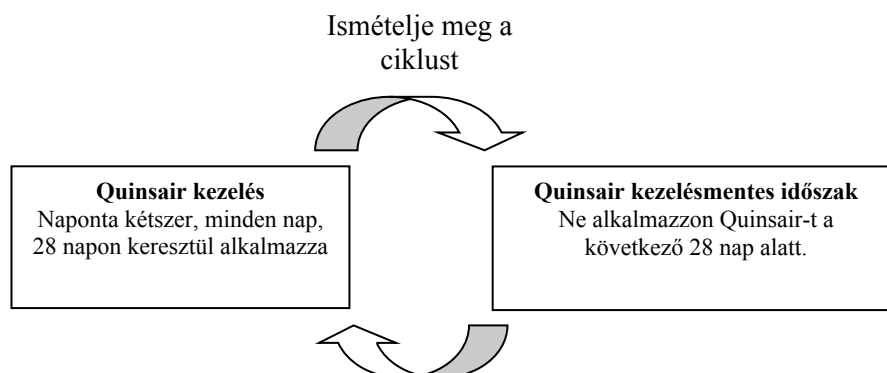 Ismételje meg a
ciklust
Quinsair kezelés
Naponta kétszer, minden nap,
28 napon keresztül alkalmazza
Quinsair kezelésmentes időszak
Ne alkalmazzon Quinsair-t a
következő 28 nap alatt.